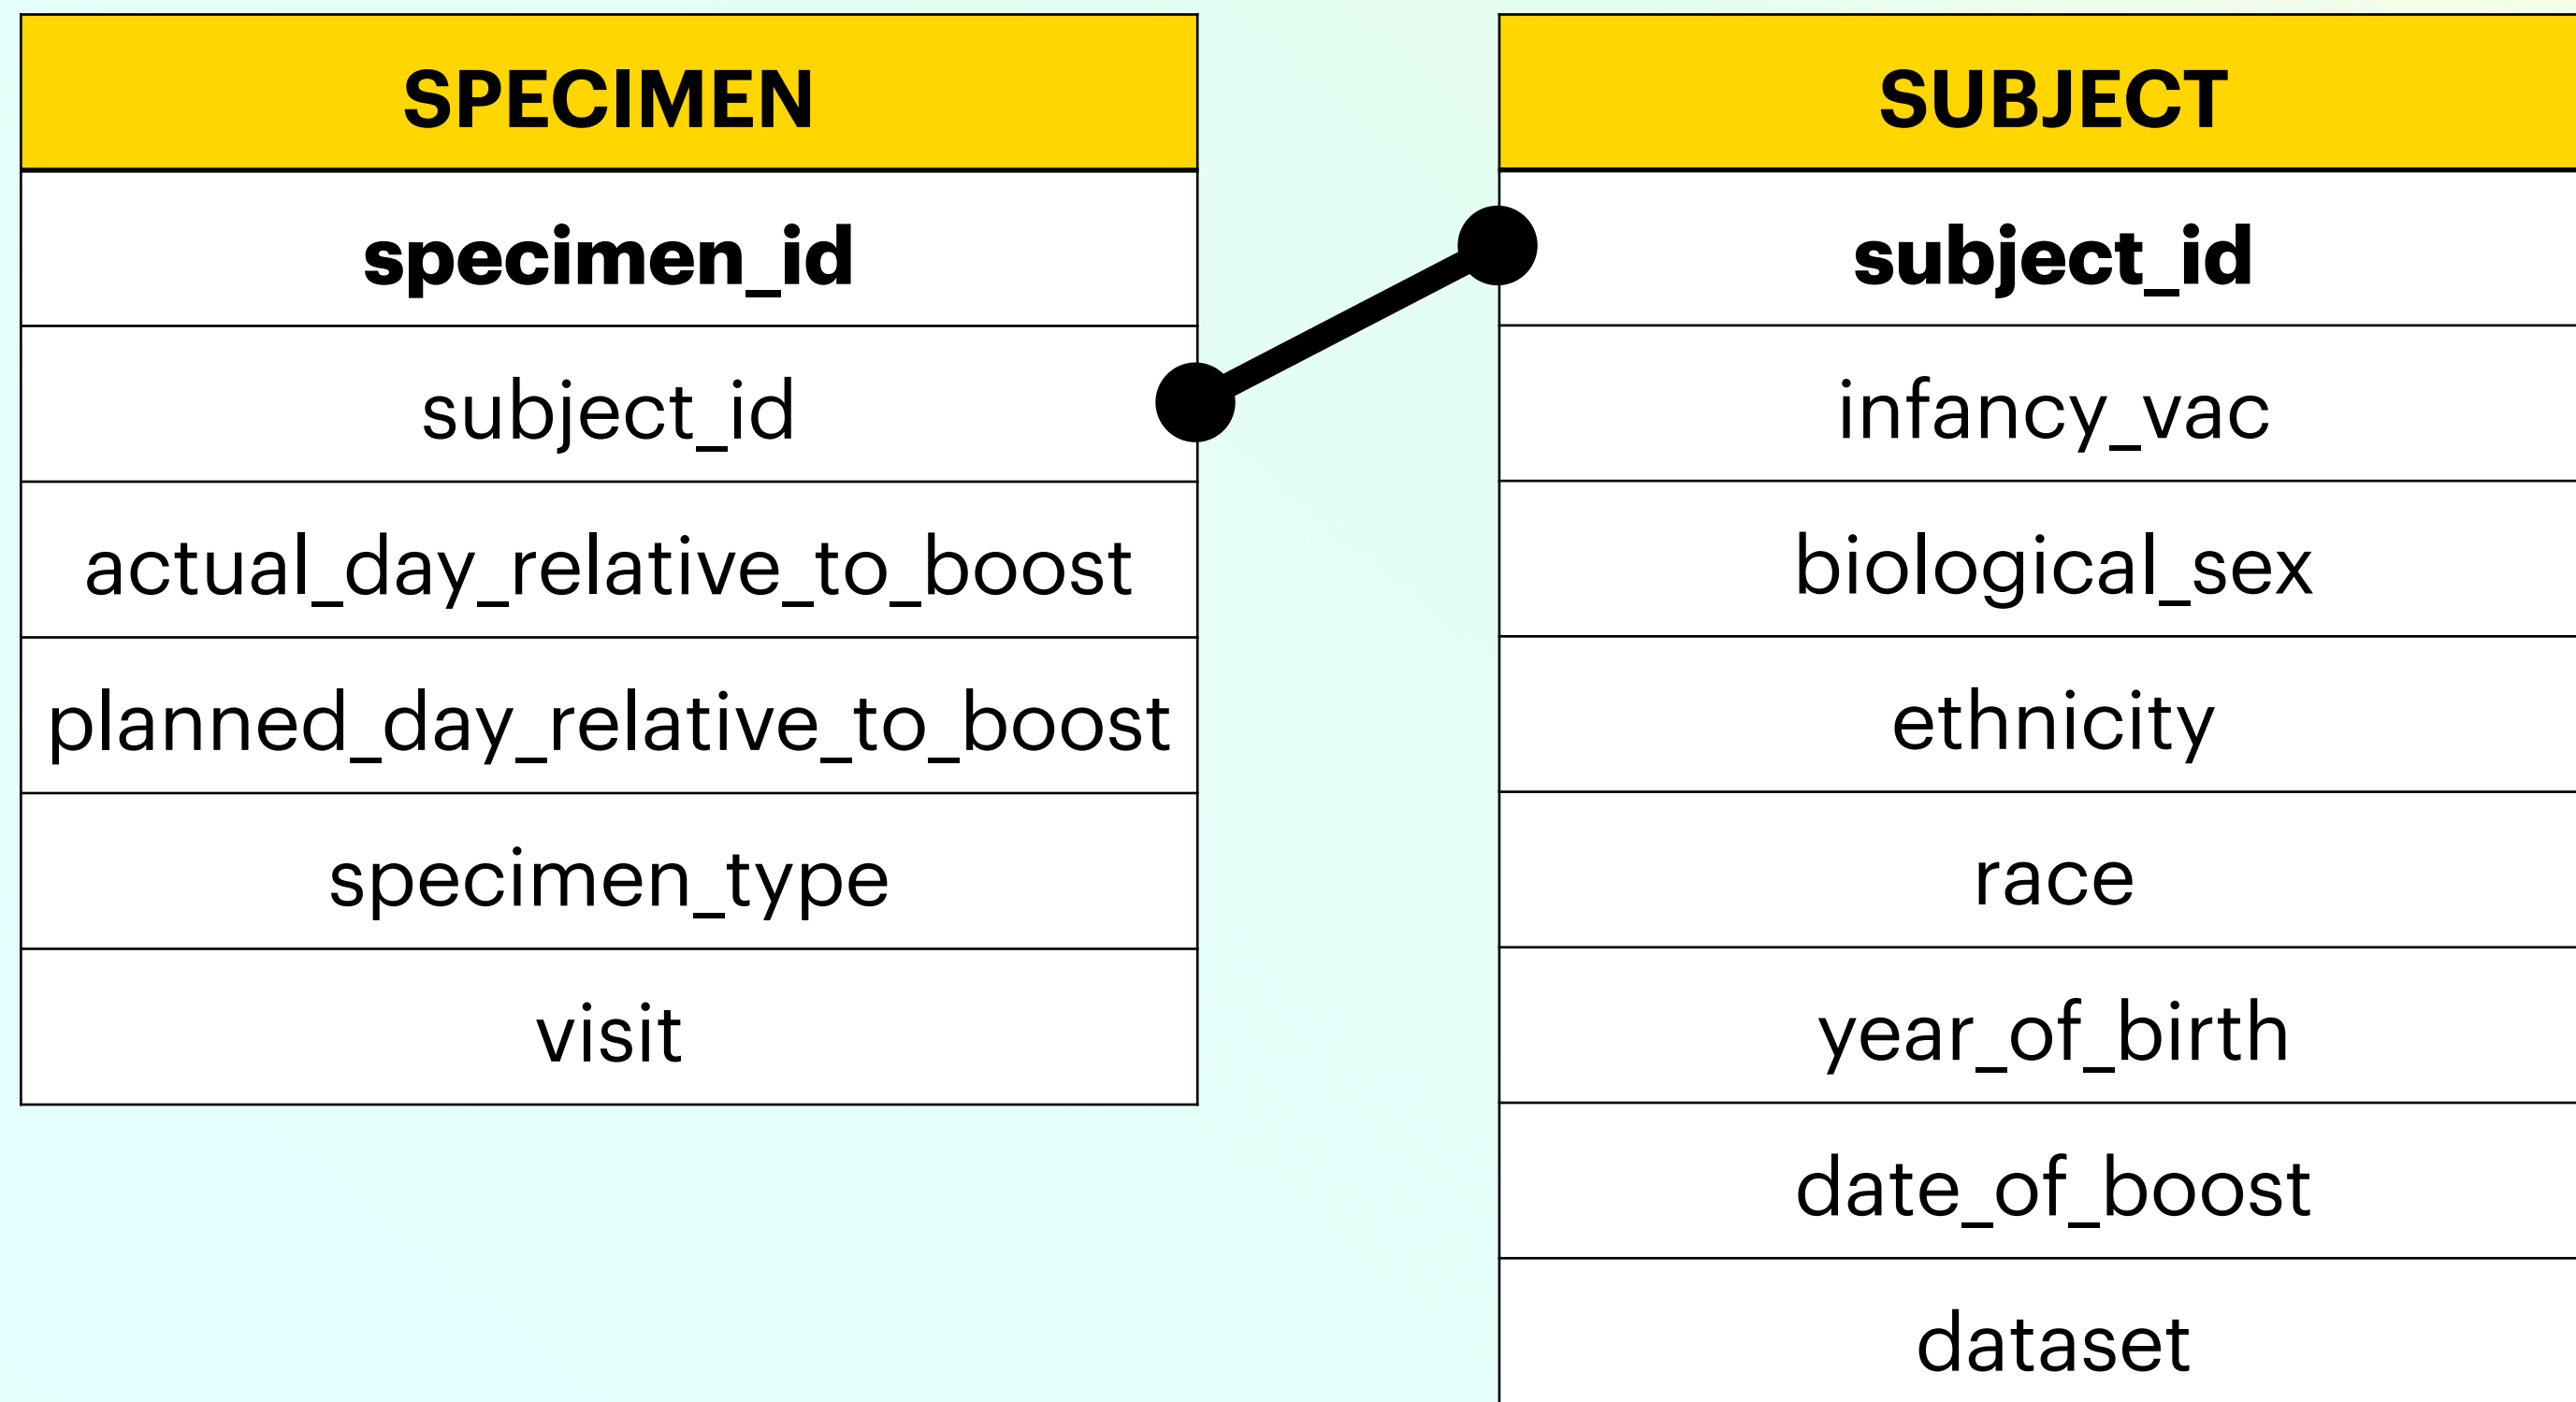 SPECIMEN
specimen_id
subject_id
actual_day_relative_to_boost
planned_day_relative_to_boost
specimen_type
visit
SUBJECT
subject_id
infancy_vac
biological_sex
ethnicity
race
year_of_birth
date_of_boost
dataset